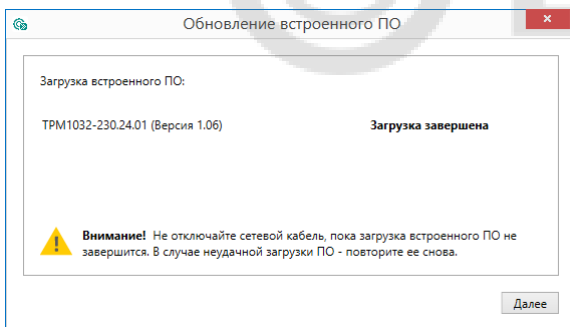 Обновление встроенного ПО
Загрузка встроенного ПО:
ТРМ1032-230.24.01 (Версия 1.06) Загрузка завершена
Внимание! Не отключайте сетевой кабель, пока загрузка встроенного ПО не
завершится. В случае неудачной загрузки ПО - повторите ее снова.
Далее